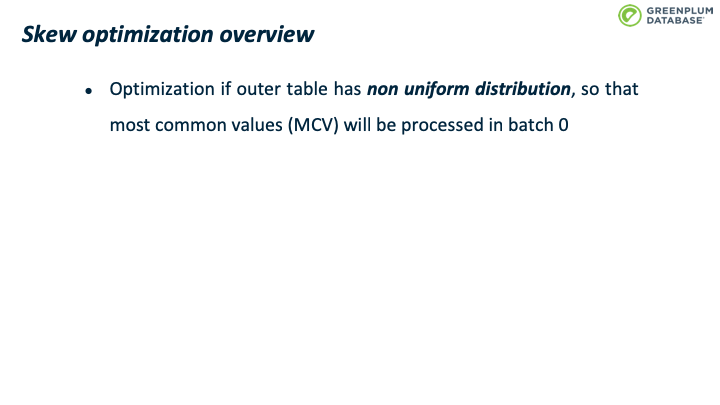 GREENPLUM
DATABASE
Skew optimization overview
• Optimization if outer table has non uniform distribution, so that
most common values (MCV) will be processed in batch 0